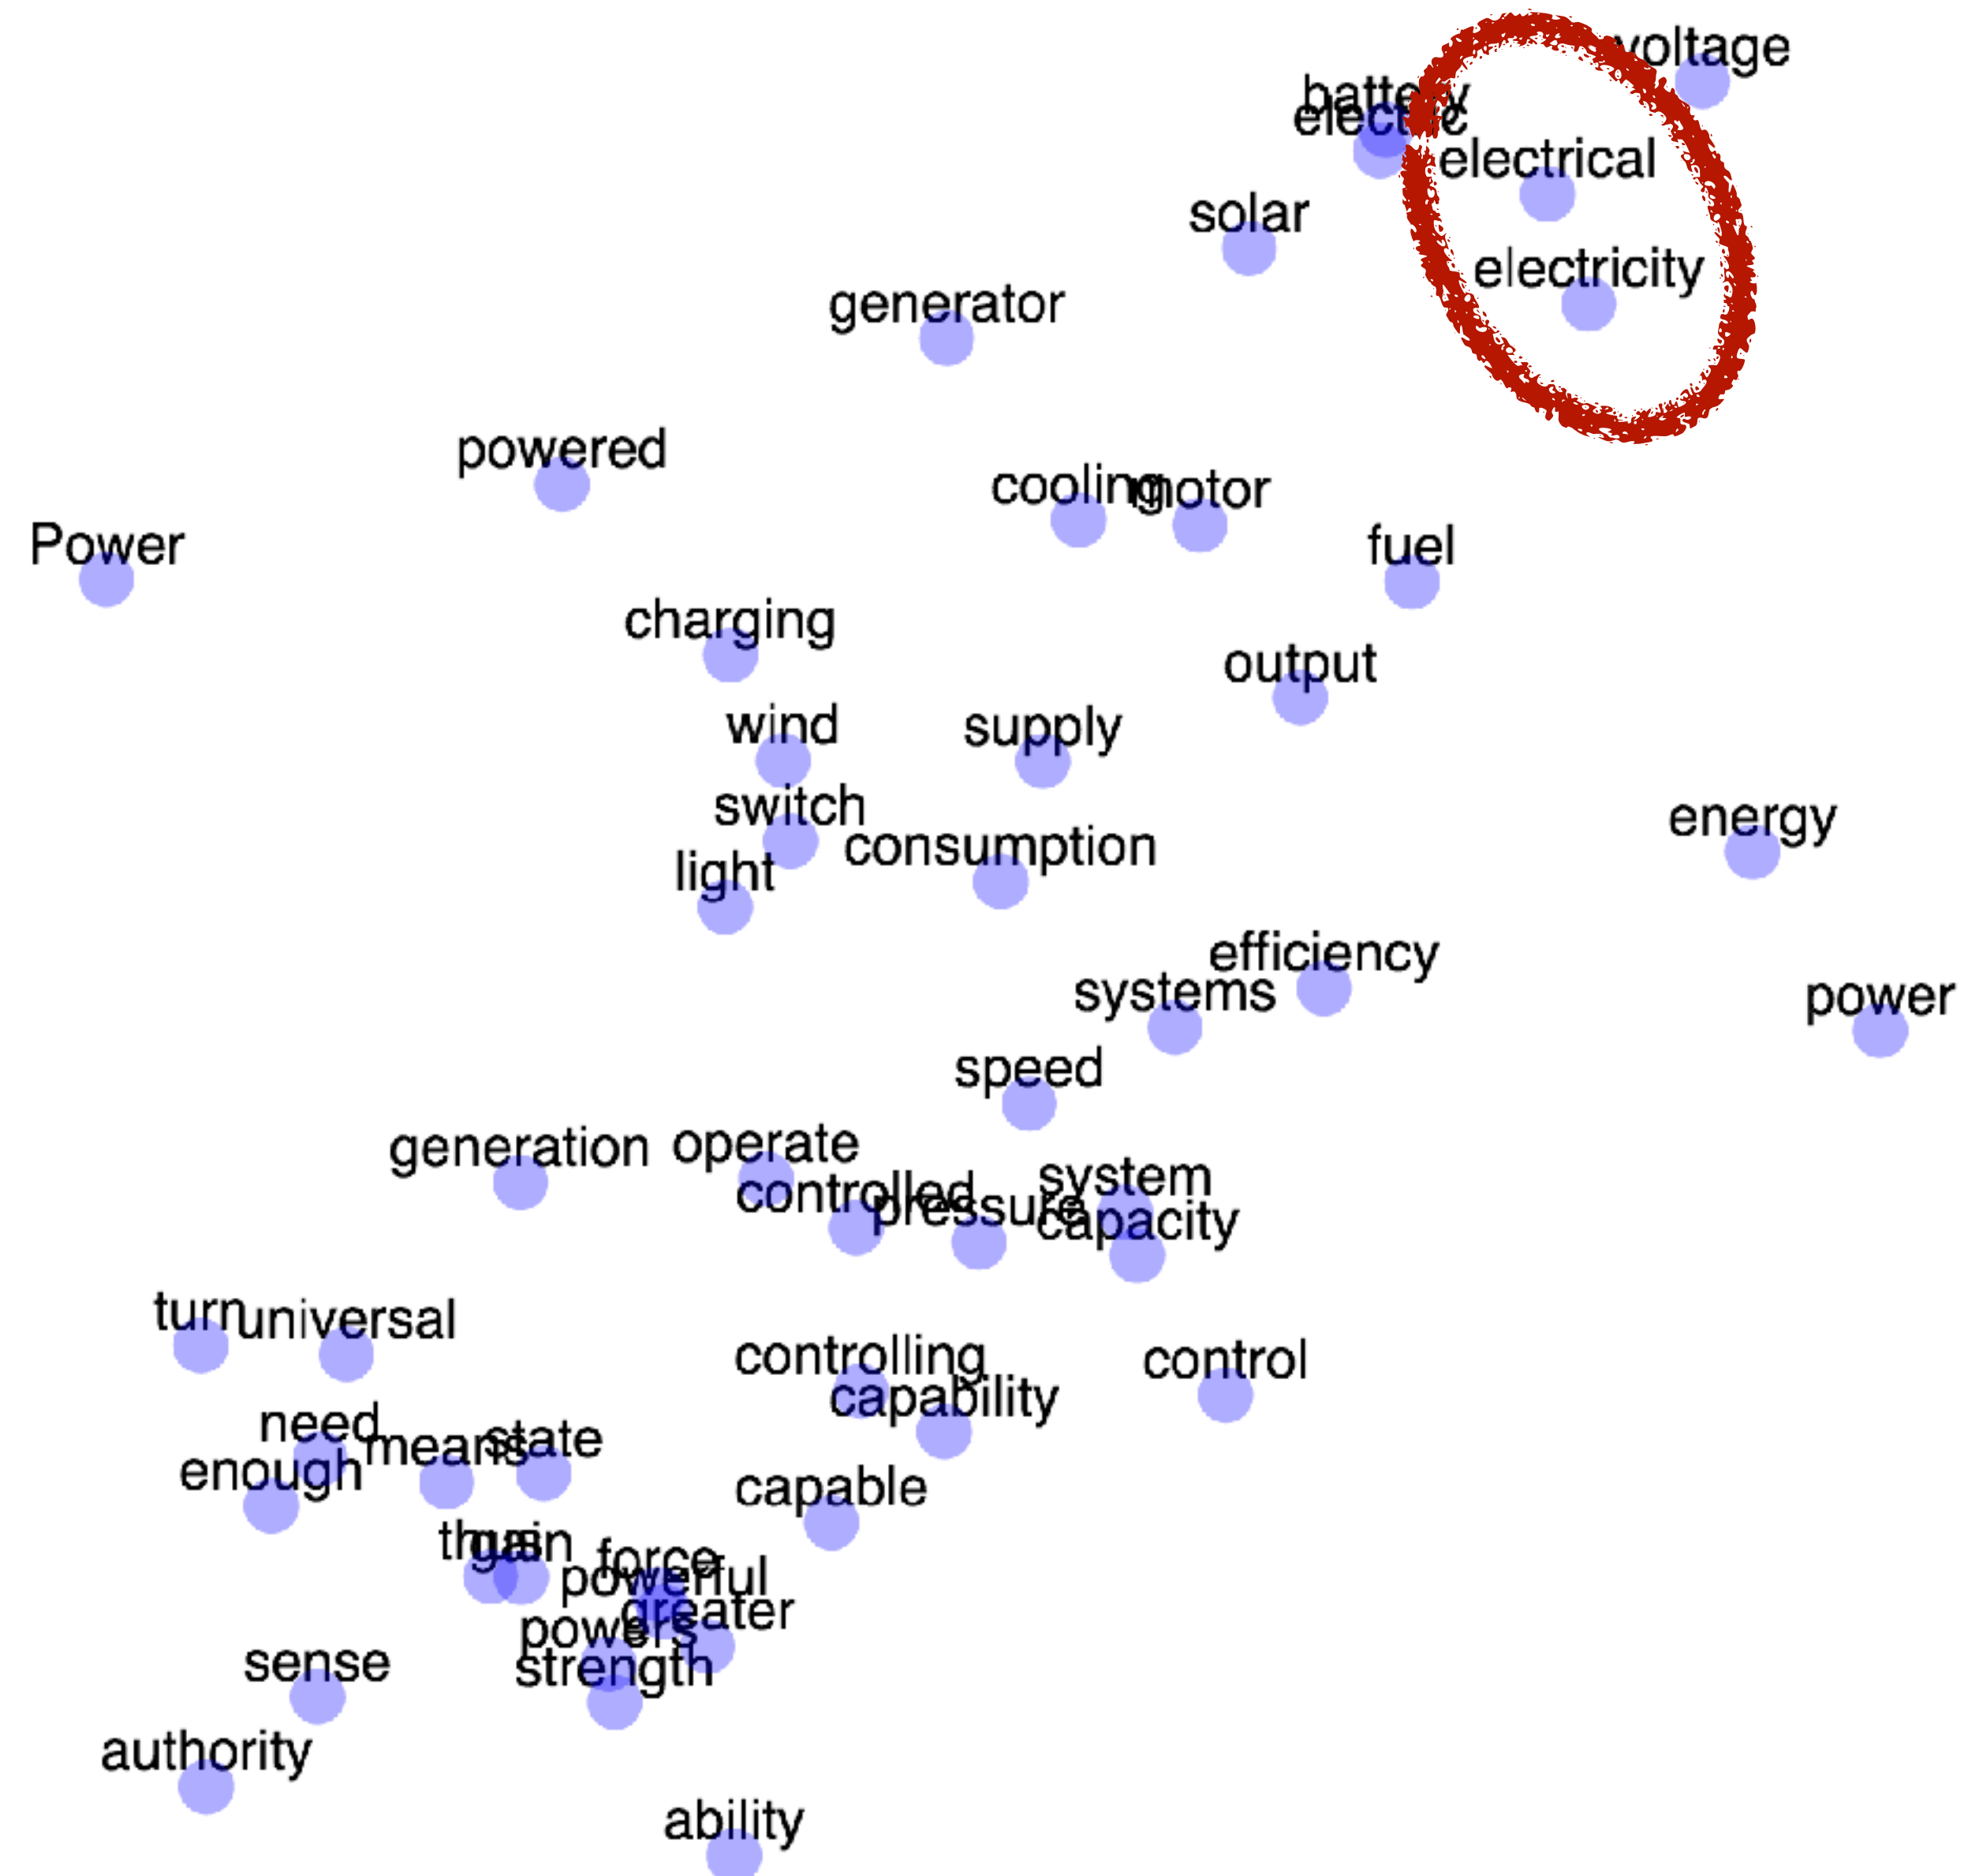 voltage
battery
electric
electrical
solar
electricity
generator
powered
cooling
motor
Power
fuel
charging
output
wind
supply
switch
consumption
energy
light
efficiency
systems
power
speed
generation
operate
system
controlled
pressure
capacity
turn
universal
controlling
control
capability
need
means
state
enough
capable
thus
gain
force
powerful
greater
powers
sense
strength
authority
ability